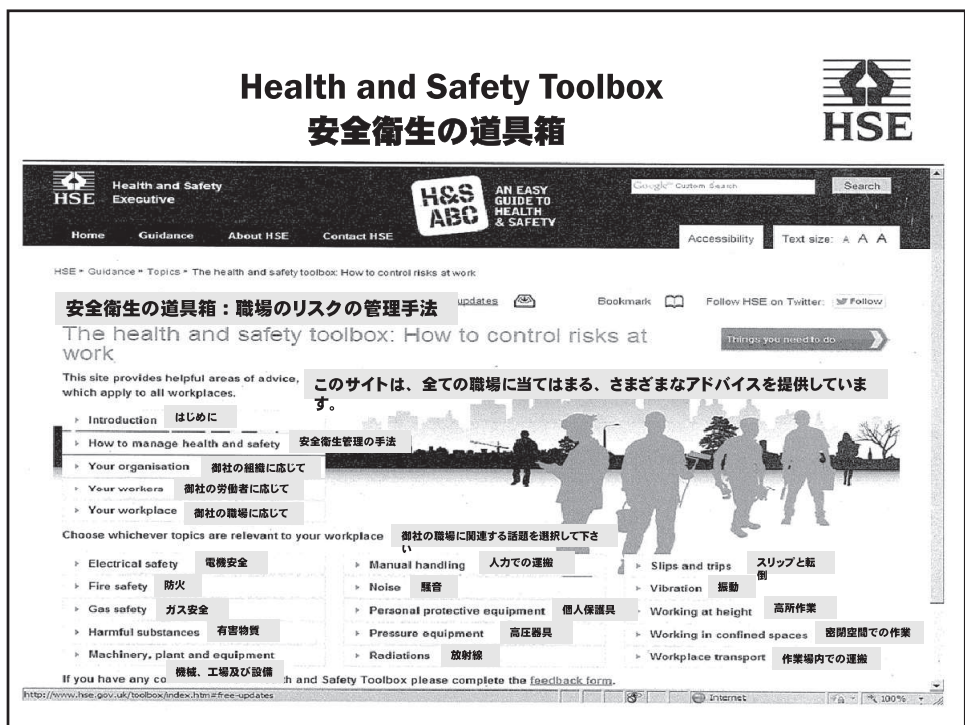 Health and Safety Toolbox
安全衛生の道具箱
HSE
HSE
Health and Safety
Executive
H&S
ABC
AN EASY
GUIDE TO
HEALTH
& SAFETY
Google™ Custom Search
Search
Home Guidance About HSE Contact HSE
Accessibility Text size: A A A
HSE Guidance Topics The health and safety toolbox: How to control risks at work
updates Bookmark Follow HSE on Twitter: Follow
安全衛生の道具箱：職場のリスクの管理手法
The health and safety toolbox: How to control risks at
work
Things you need to do
This site provides helpful areas of advice,
which apply to all workplaces.
このサイトは、全ての職場に当てはまる、さまざまなアドバイスを提供していま
す。
Introduction はじめに
How to manage health and safety 安全衛生管理の手法
Your organisation 御社の組織に応じて
Your workers 御社の労働者に応じて
Your workplace 御社の職場に応じて
Choose whichever topics are relevant to your workplace 御社の職場に関連する話題を選択して下さ
い
Electrical safety 電機安全
Fire safety 防火
Gas safety ガス安全
Harmful substances 有害物質
Machinery, plant and equipment
機械、工場及び設備
Manual handling 人力での運搬
Noise 騒音
Personal protective equipment 個人保護具
Pressure equipment 高圧器具
Radiations 放射線
Slips and trips スリップと転
倒
Vibration 振動
Working at height 高所作業
Working in confined spaces 密閉空間での作業
Workplace transport 作業場内での運搬
If you have any and Safety Toolbox please complete the feedback form.
http://www.hse.gov.uk/toolbox/index.htm#free-updates Internet 100%